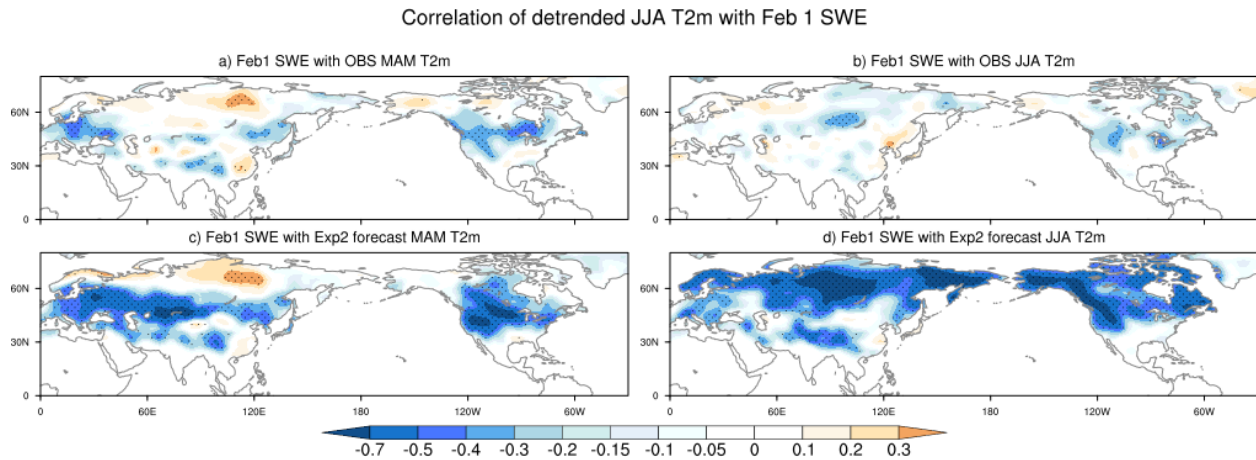 Correlation of detrended JJA T2m with Feb 1 SWE
a) Feb1 SWE with OBS MAM T2m
b) Feb1 SWE with OBS JJA T2m
60N
30N
0
60N
30N
0
c) Feb1 SWE with Exp2 forecast MAM T2m
d) Feb1 SWE with Exp2 forecast JJA T2m
60N
30N
0
60N
30N
0
0 60E 120E 180 120W 60W
0 60E 120E 180 120W 60W
-0.7 -0.5 -0.4 -0.3 -0.2 -0.15 -0.1 -0.05 0 0.1 0.2 0.3